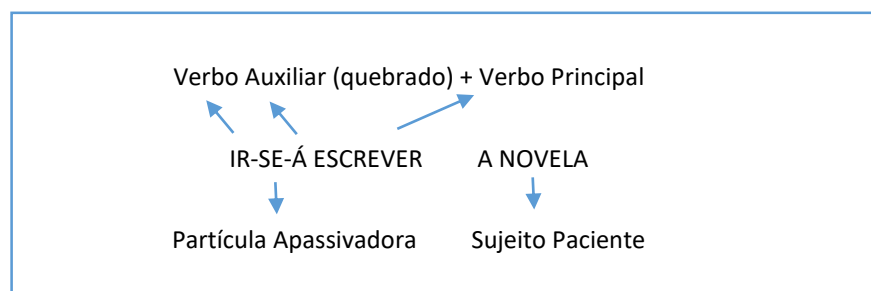 Verbo Auxiliar (quebrado) + Verbo Principal
IR-SE-Á ESCREVER A NOVELA
Partícula Apassivadora Sujeito Paciente